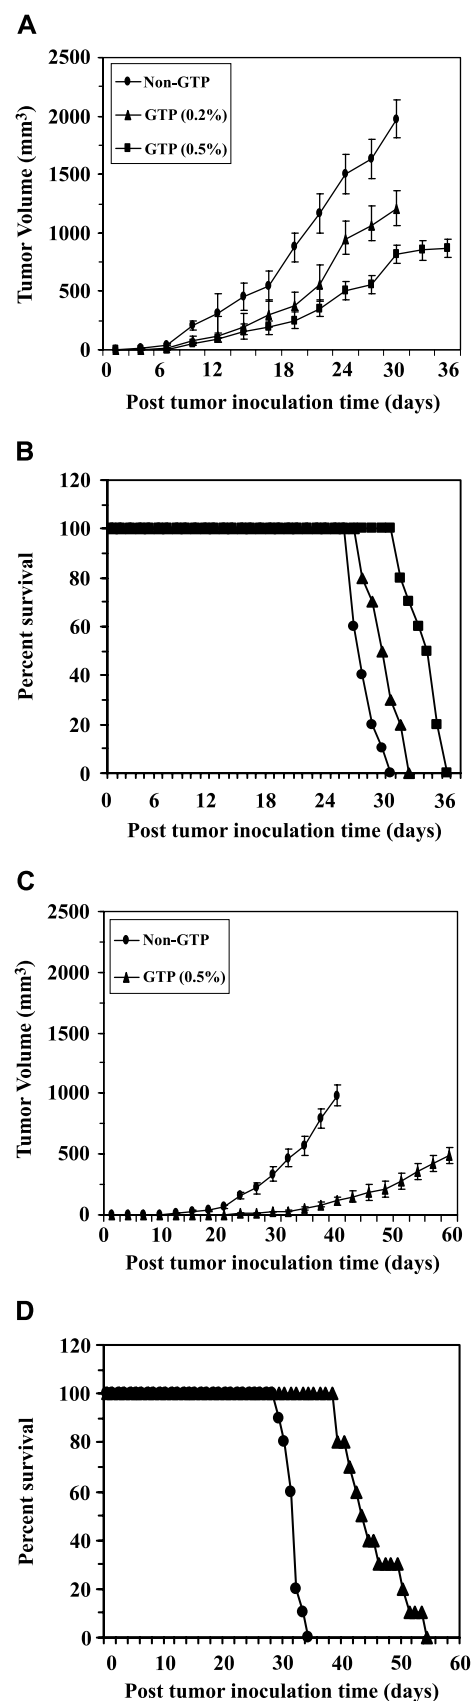 A
2500
2000
1500
1000
500
0
Tumor Volume (mm³)
Non-GTP
GTP (0.2%)
GTP (0.5%)
0 6 12 18 24 30 36
Post tumor inoculation time (days)
B
120
100
80
60
40
20
0
Percent survival
0 6 12 18 24 30 36
Post tumor inoculation time (days)
C
2500
2000
1500
1000
500
0
Tumor Volume (mm³)
Non-GTP
GTP (0.5%)
0 10 20 30 40 50 60
Post tumor inoculation time (days)
D
120
100
80
60
40
20
0
Percent survival
0 10 20 30 40 50 60
Post tumor inoculation time (days)